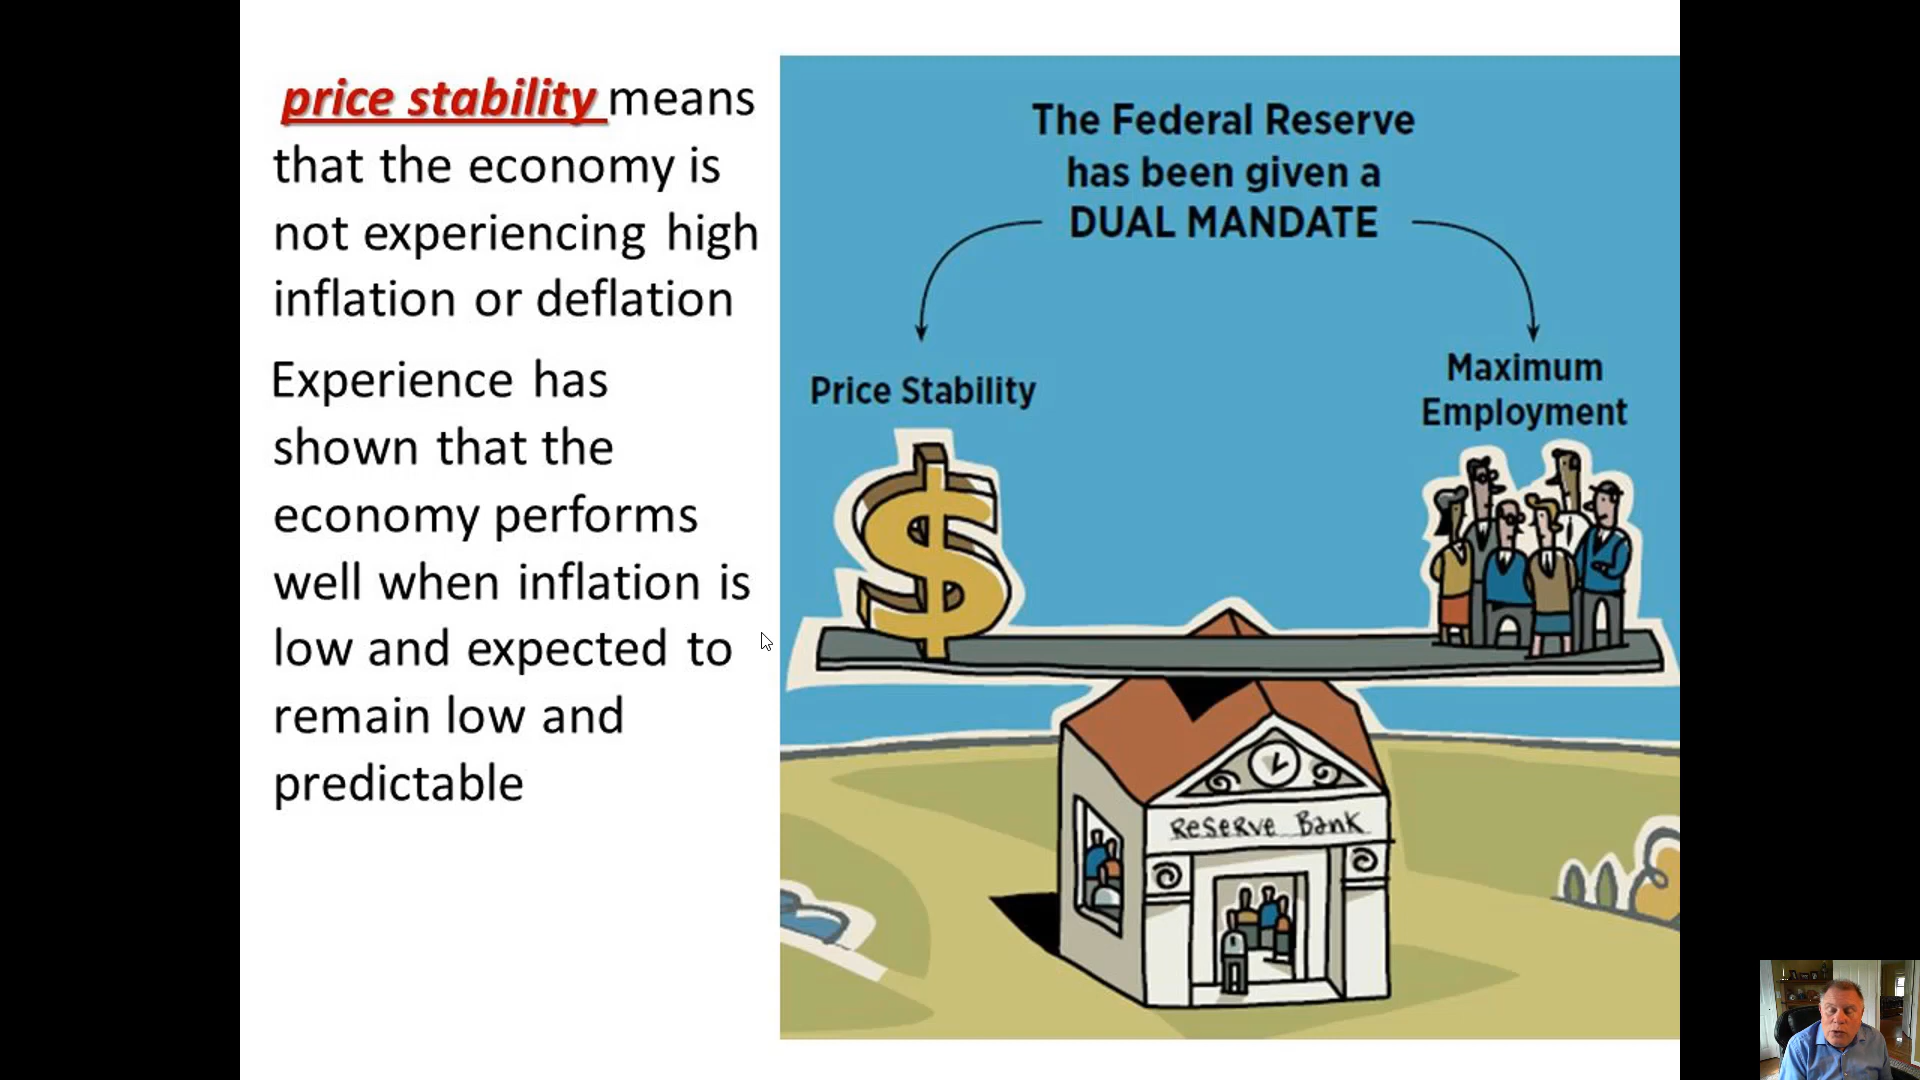 price stability means
that the economy is
not experiencing high
inflation or deflation
Experience has
shown that the
economy performs
well when inflation is
low and expected to
remain low and
predictable
The Federal Reserve
has been given a
DUAL MANDATE
Price Stability
Maximum
Employment
$
RESERVE BANK